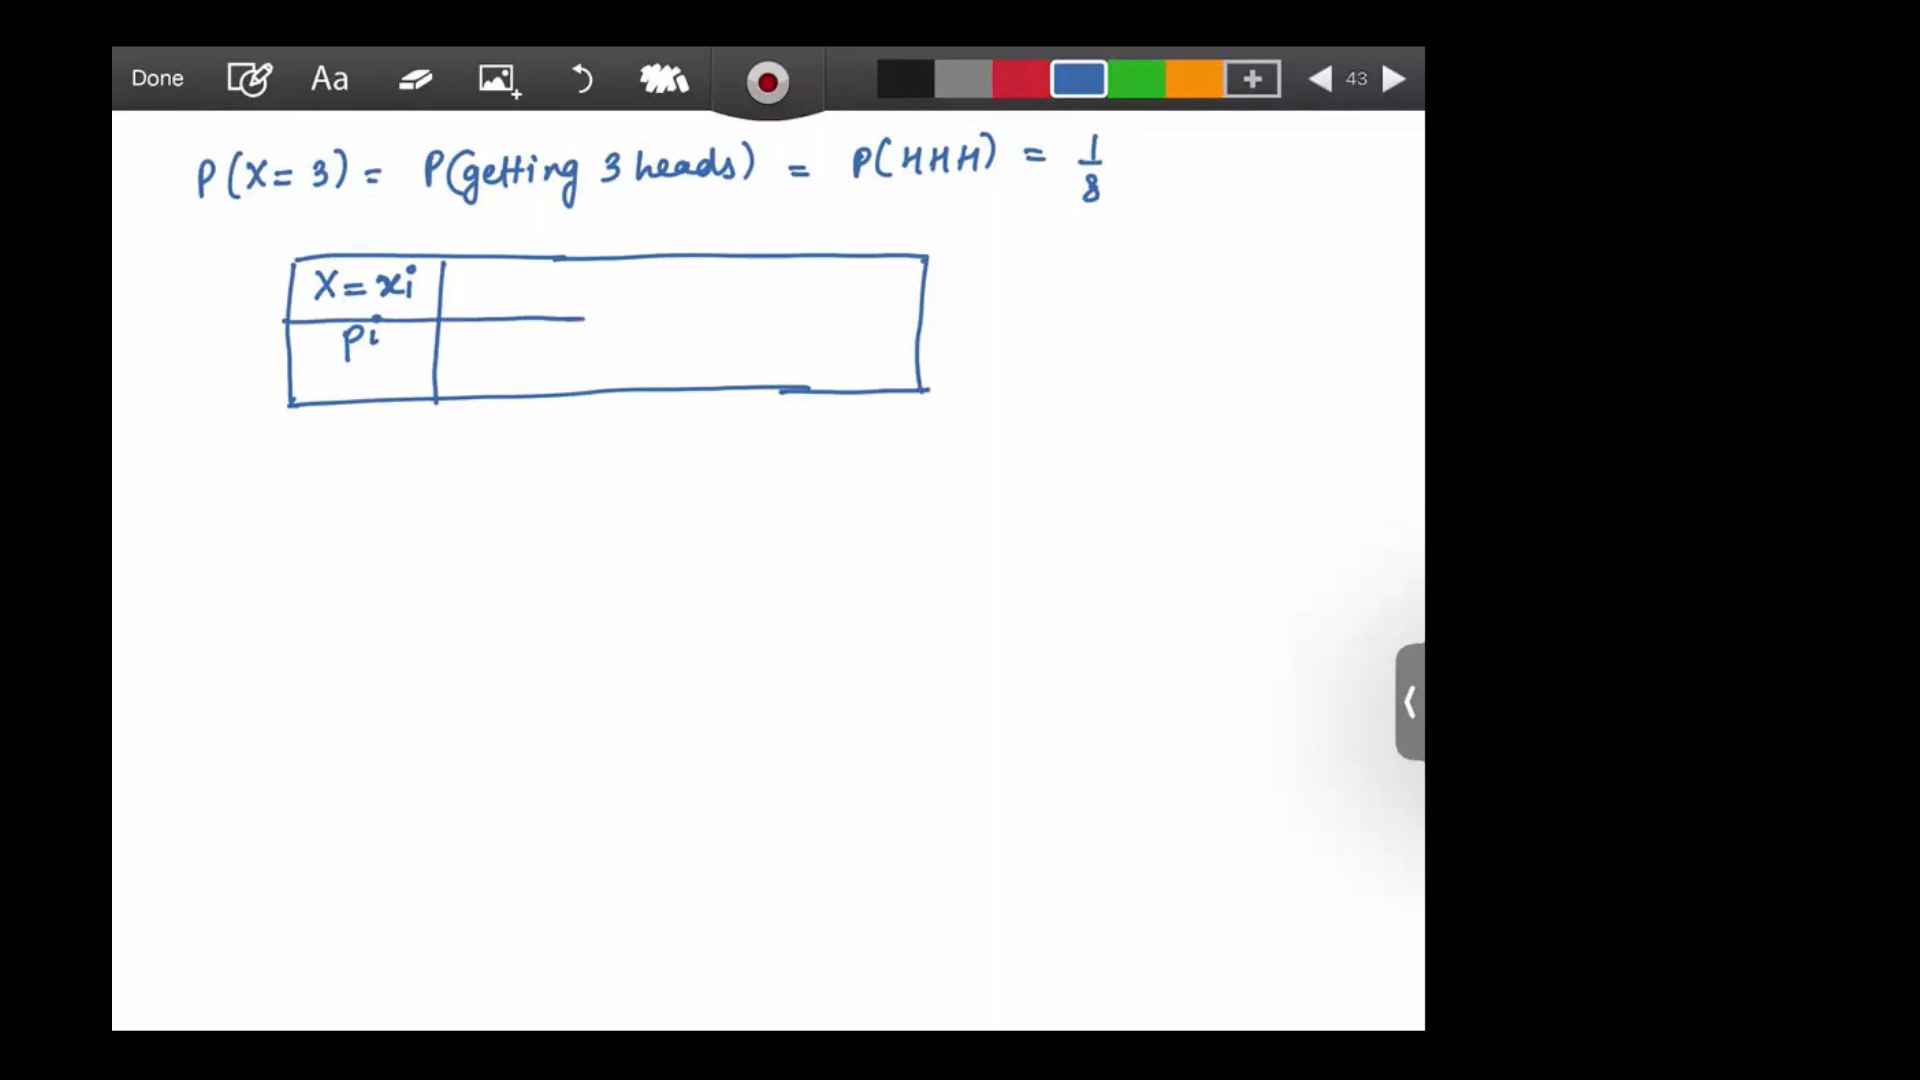 Done Aa 43
P(X= 3) = P(getting 3 heads) = P(HHH) = 1/8
X = xi
pi